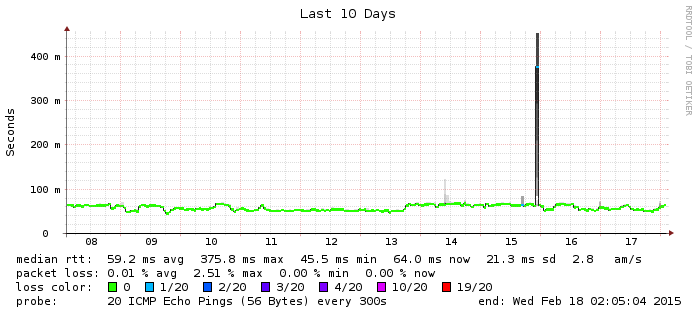 Last 10 Days
RRDTOOL / TOBI OETIKER
Seconds
400 m
300 m
200 m
100 m
0
08 09 10 11 12 13 14 15 16 17
median rtt: 59.2 ms avg 375.8 ms max 45.5 ms min 64.0 ms now 21.3 ms sd 2.8 am/s
packet loss: 0.01 % avg 2.51 % max 0.00 % min 0.00 % now
loss color: 0 1/20 2/20 3/20 4/20 10/20 19/20
probe: 20 ICMP Echo Pings (56 Bytes) every 300s end: Wed Feb 18 02:05:04 2015